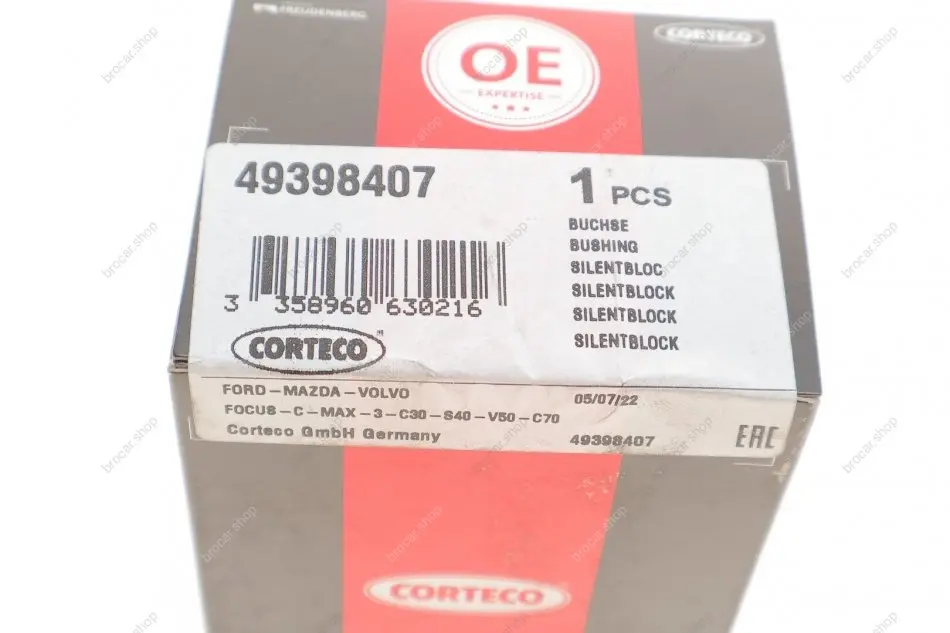 FREUDENBERG
CORTECO
OE
EXPERTISE
49398407
1 PCS
BUCHSE
BUSHING
SILENTBLOC
SILENTBLOCK
SILENTBLOCK
SILENTBLOCK
3 358960 630216
CORTECO
FORD-MAZDA-VOLVO
05/07/22
FOCUS-C-MAX-3-C30-S40-V50-C70
Corteco GmbH Germany
49398407
EAC
CORTECO
brocar.shop